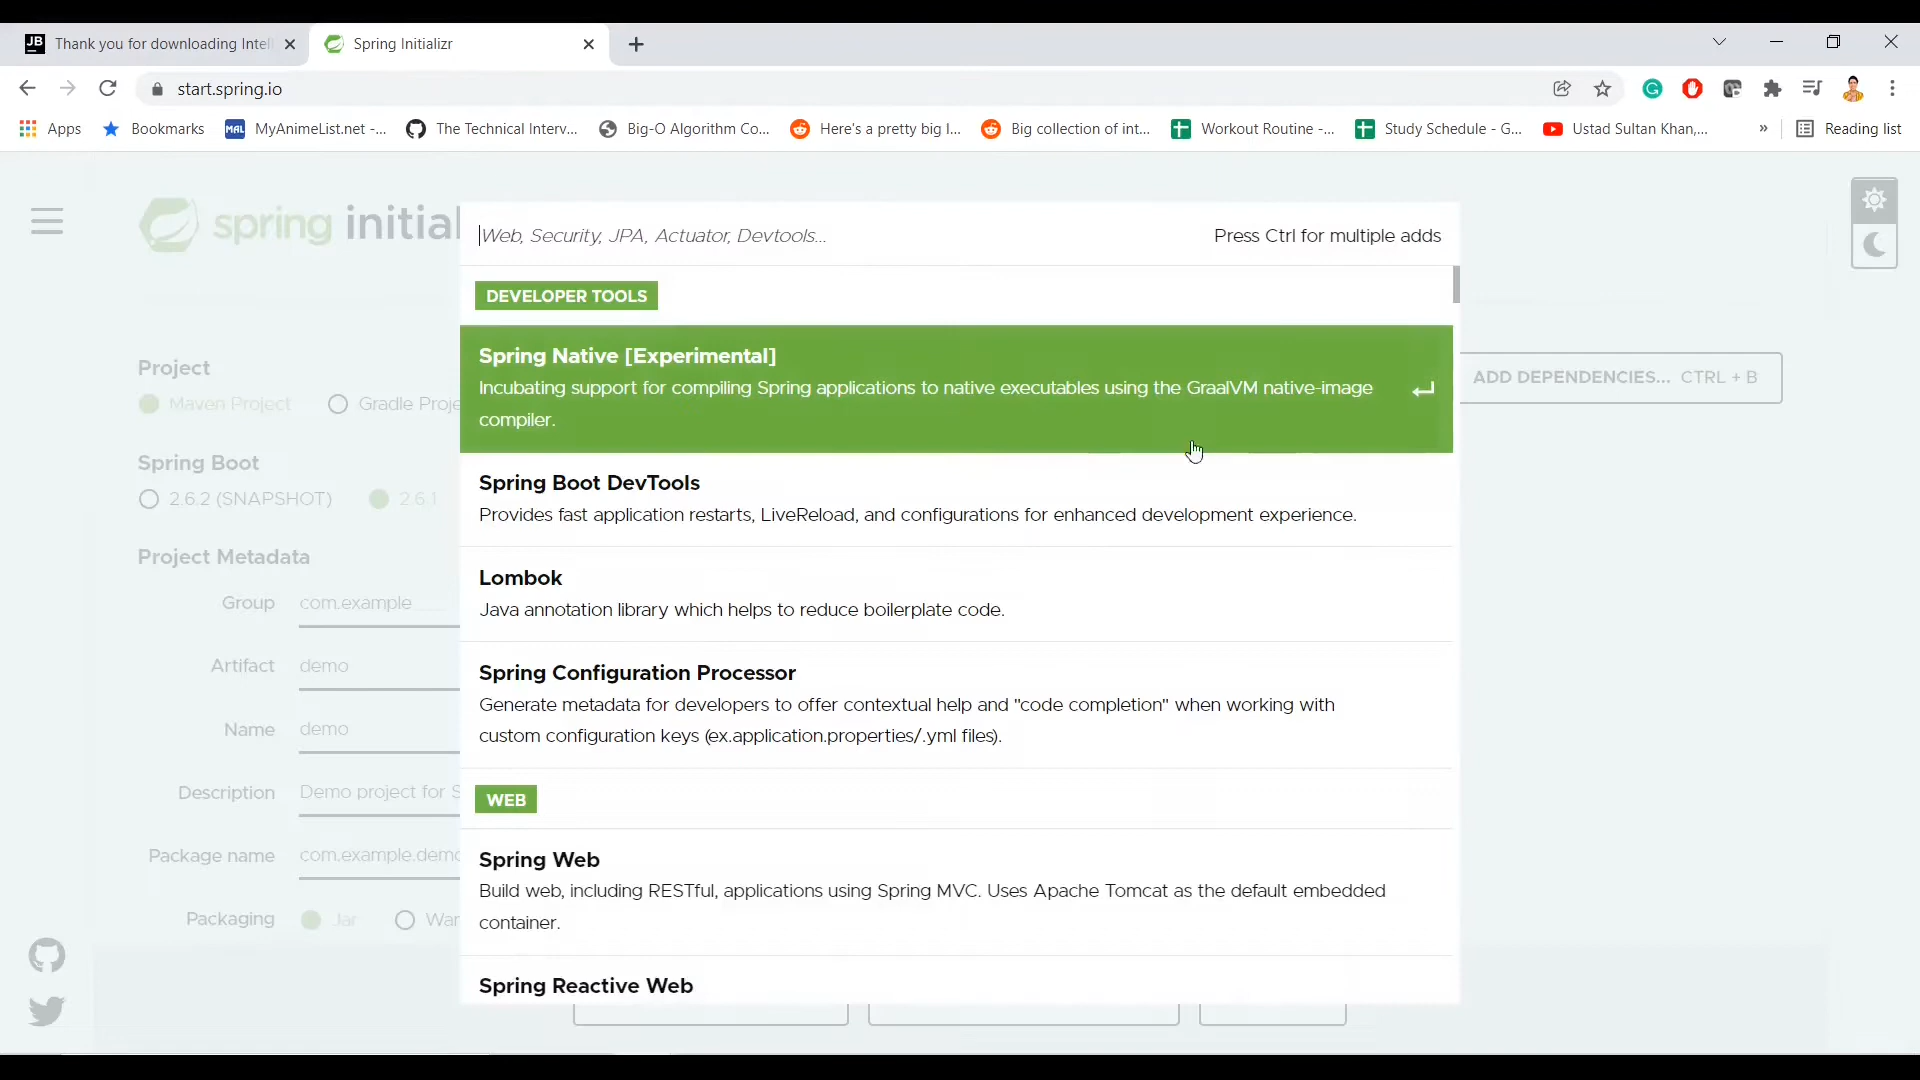 JB Thank you for downloading Intell
Spring Initializr
start.spring.io
Apps
Bookmarks
MAL MyAnimeList.net -...
The Technical Interv...
Big-O Algorithm Co...
Here's a pretty big l...
Big collection of int...
Workout Routine -...
Study Schedule - G...
Ustad Sultan Khan,...
»
Reading list
spring initial
Web, Security, JPA, Actuator, Devtools...
Press Ctrl for multiple adds
DEVELOPER TOOLS
Spring Native [Experimental]
Incubating support for compiling Spring applications to native executables using the GraalVM native-image
compiler.
Project
Maven Project
Gradle Proje
ADD DEPENDENCIES... CTRL + B
Spring Boot
2.6.2 (SNAPSHOT)
2.6.1
Spring Boot DevTools
Provides fast application restarts, LiveReload, and configurations for enhanced development experience.
Project Metadata
Group com.example
Artifact demo
Name demo
Description Demo project for S
Package name com.example.demo
Packaging Jar War
Lombok
Java annotation library which helps to reduce boilerplate code.
Spring Configuration Processor
Generate metadata for developers to offer contextual help and "code completion" when working with
custom configuration keys (ex.application.properties/.yml files).
WEB
Spring Web
Build web, including RESTful, applications using Spring MVC. Uses Apache Tomcat as the default embedded
container.
Spring Reactive Web